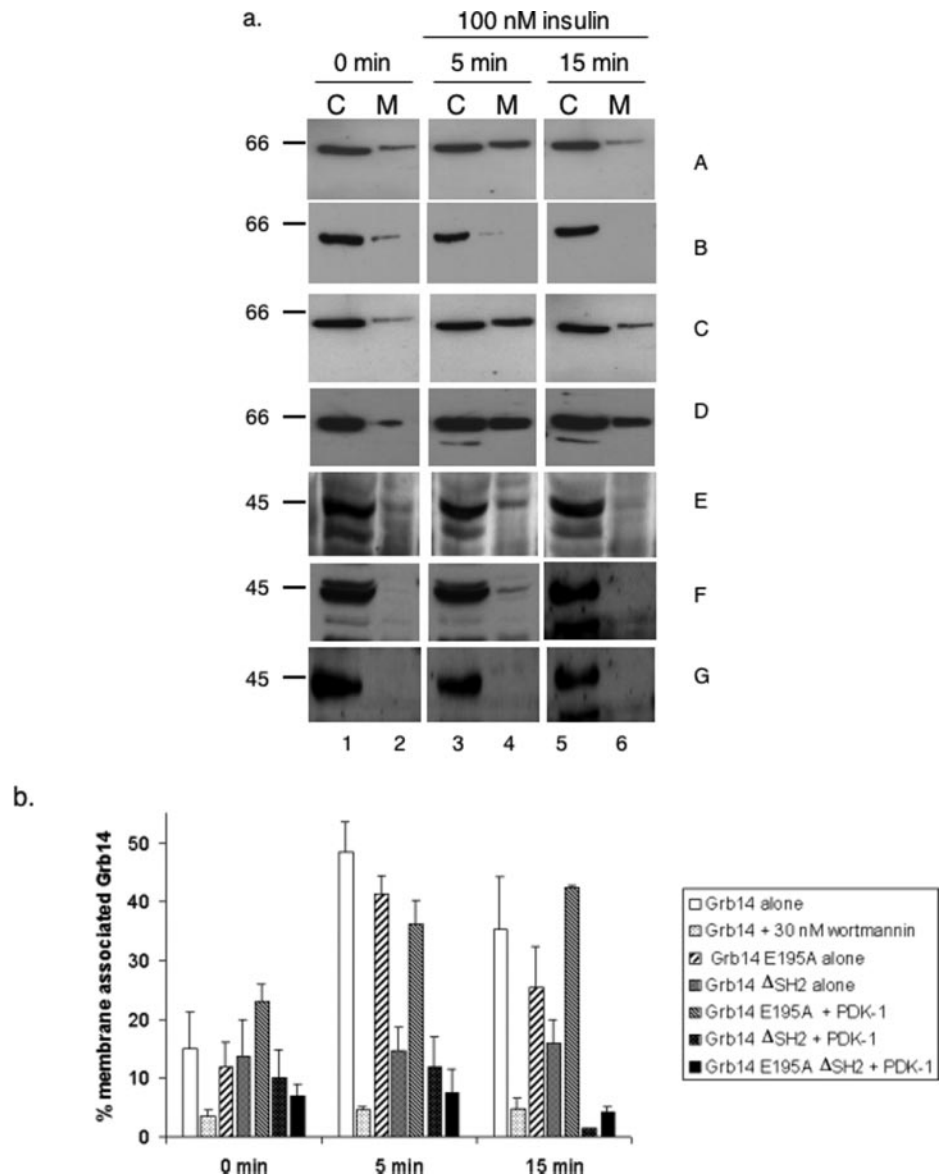 a.
100 nM insulin
0 min 5 min 15 min
C M C M C M
66 A
66 B
66 C
66 D
45 E
45 F
45 G
1 2 3 4 5 6
b.
% membrane associated Grb14
50
40
30
20
10
0
0 min 5 min 15 min
Grb14 alone
Grb14 + 30 nM wortmannin
Grb14 E195A alone
Grb14 ΔSH2 alone
Grb14 E195A + PDK-1
Grb14 ΔSH2 + PDK-1
Grb14 E195A ΔSH2 + PDK-1